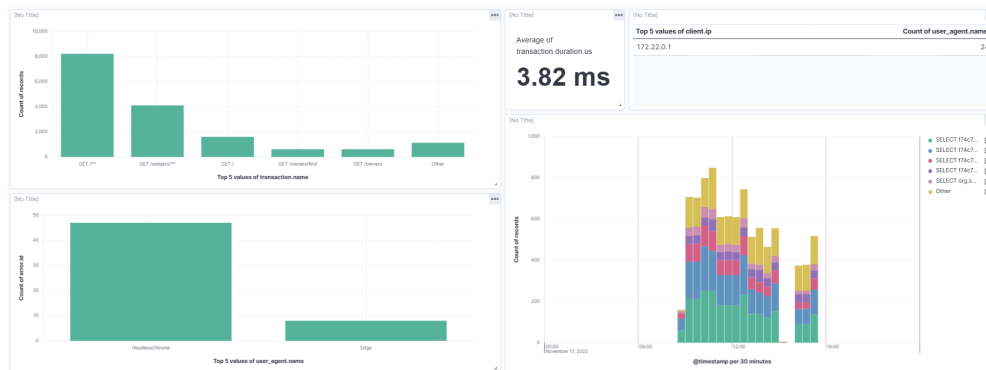 [No Title]
Count of records
10,000
8,000
6,000
4,000
2,000
0
GET /**
GET /webjars/**
GET /
GET /owners/find
GET /owners
Other
Top 5 values of transaction.name
[No Title]
Average of
transaction.duration.us
3.82 ms
[No Title]
Top 5 values of client.ip
Count of user_agent.name
172.22.0.1
24
[No Title]
Count of error.id
50
40
30
20
10
0
HeadlessChrome
Edge
Top 5 values of user_agent.name
[No Title]
Count of records
1,000
800
600
400
200
0
00:00
06:00
12:00
18:00
November 17, 2025
@timestamp per 30 minutes
SELECT f74c7...
SELECT f74c7...
SELECT f74c7...
SELECT f74c7...
SELECT org.s...
Other